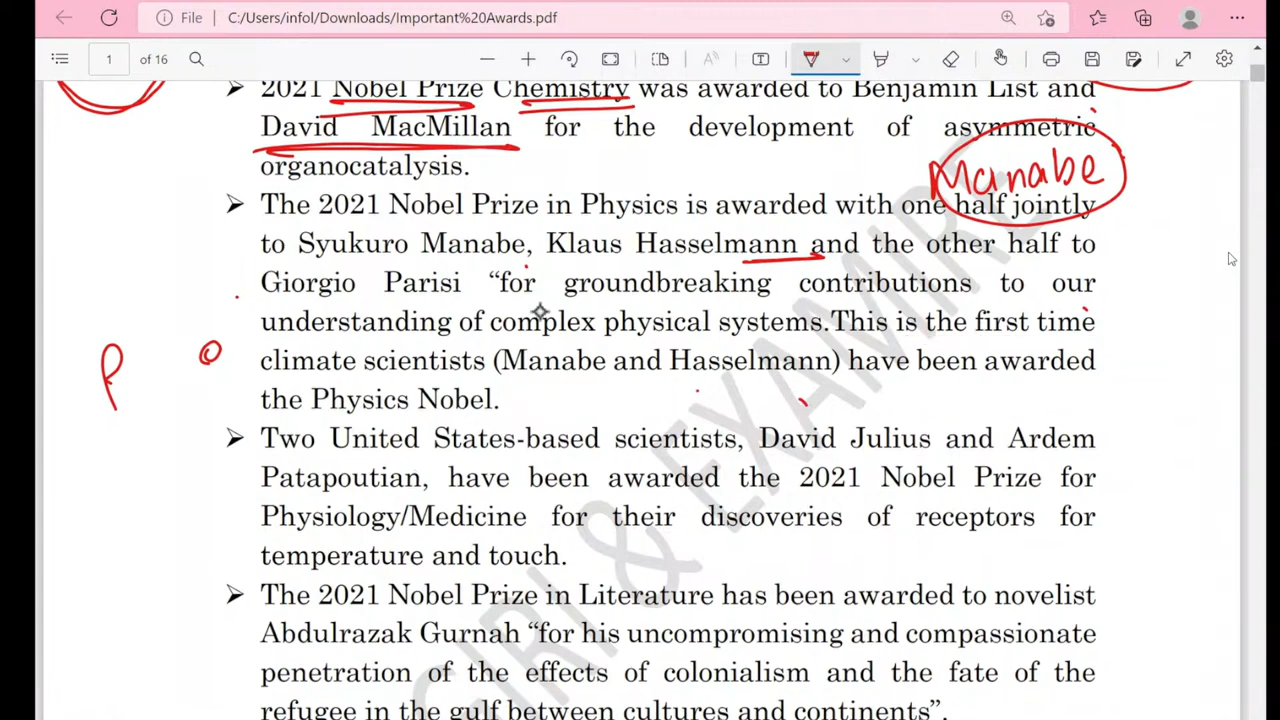 File
C:/Users/infol/Downloads/Important%20Awards.pdf
1 of 16
➢ 2021 Nobel Prize Chemistry was awarded to Benjamin List and
David MacMillan for the development of asymmetric
organocatalysis.
Manabe
➢ The 2021 Nobel Prize in Physics is awarded with one half jointly
to Syukuro Manabe, Klaus Hasselmann and the other half to
Giorgio Parisi “for groundbreaking contributions to our
understanding of complex physical systems.This is the first time
climate scientists (Manabe and Hasselmann) have been awarded
the Physics Nobel.
➢ Two United States-based scientists, David Julius and Ardem
Patapoutian, have been awarded the 2021 Nobel Prize for
Physiology/Medicine for their discoveries of receptors for
temperature and touch.
➢ The 2021 Nobel Prize in Literature has been awarded to novelist
Abdulrazak Gurnah “for his uncompromising and compassionate
penetration of the effects of colonialism and the fate of the
refugee in the gulf between cultures and continents”.
GIRI & EXAMIRE